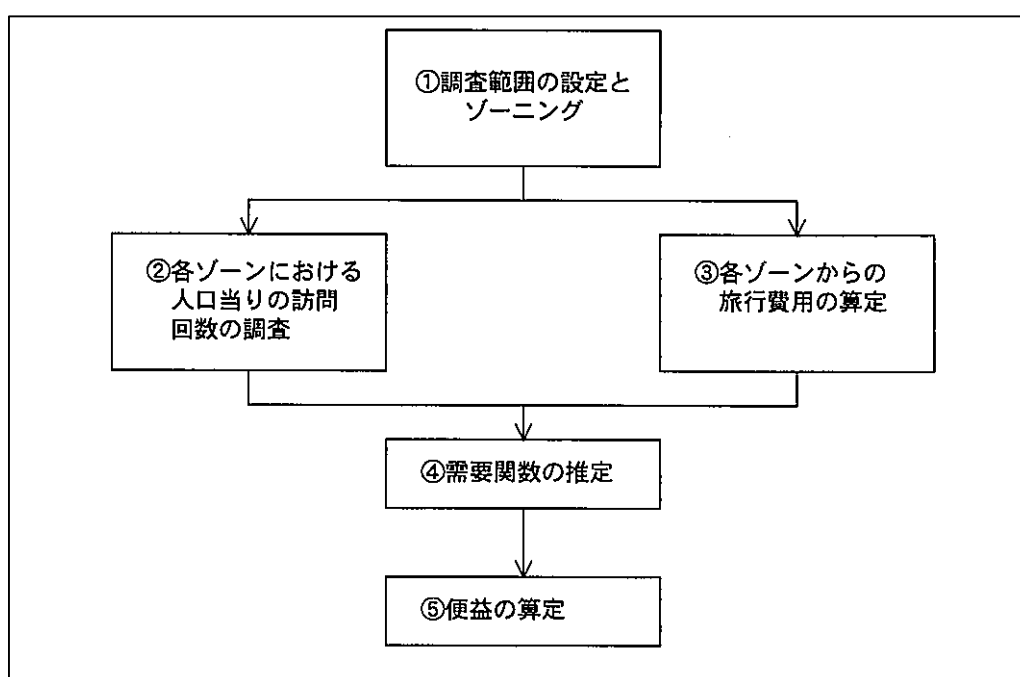 ①調査範囲の設定と
ゾーニング
②各ゾーンにおける
人口当りの訪問
回数の調査
③各ゾーンからの
旅行費用の算定
④需要関数の推定
⑤便益の算定